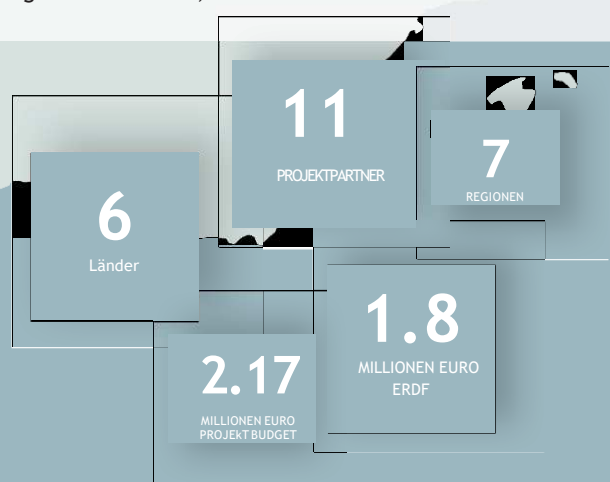 11
PROJEKTPARTNER
7
REGIONEN
6
Länder
1.8
MILLIONEN EURO
ERDF
2.17
MILLIONEN EURO
PROJEKT BUDGET